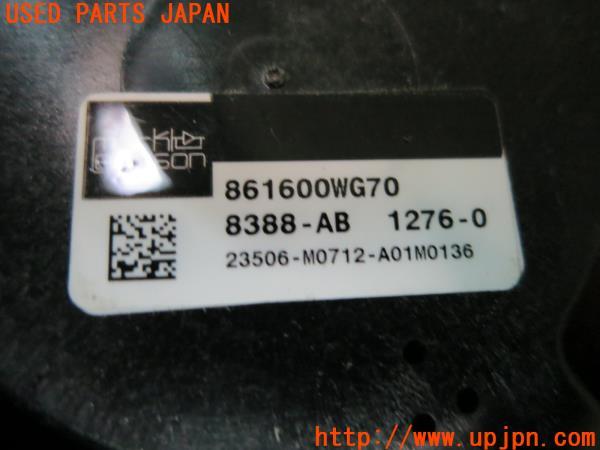 USED PARTS JAPAN
861600WG70
8388-AB 1276-0
23506-M0712-A01M0136
http://www.upjpn.com/